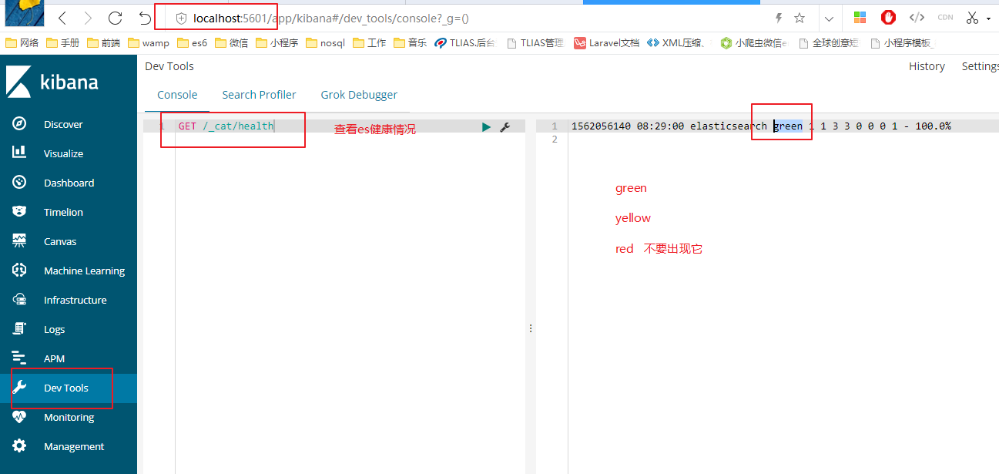 localhost:5601/app/kibana#/dev_tools/console?_g=()
CDN
网络 手册 前端 wamp es6 微信 小程序 nosql 工作 音乐 TLIAS.后台 TLIAS管理 Laravel文档 XML压缩、 小爬虫微信e 全球创意短 小程序模板_
kibana
Discover
Visualize
Dashboard
Timelion
Canvas
Machine Learning
Infrastructure
Logs
APM
Dev Tools
Monitoring
Management
Dev Tools
History Settings
Console Search Profiler Grok Debugger
1 GET /_cat/health
查看es健康情况
1 1562056140 08:29:00 elasticsearch green 1 1 3 3 0 0 0 0 1 - 100.0%
2
green
yellow
red 不要出现它